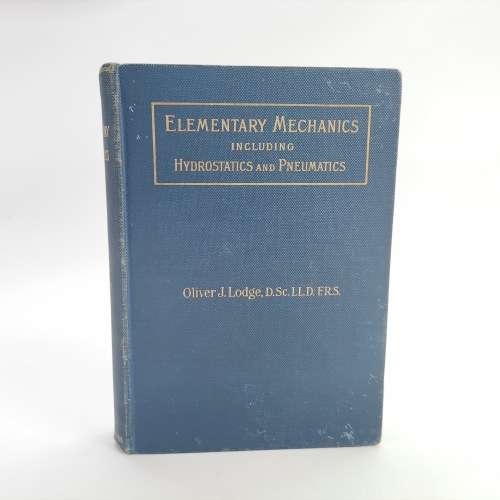 ELEMENTARY MECHANICS
INCLUDING
HYDROSTATICS AND PNEUMATICS
Oliver J. Lodge, D.Sc. LL.D. F.R.S.